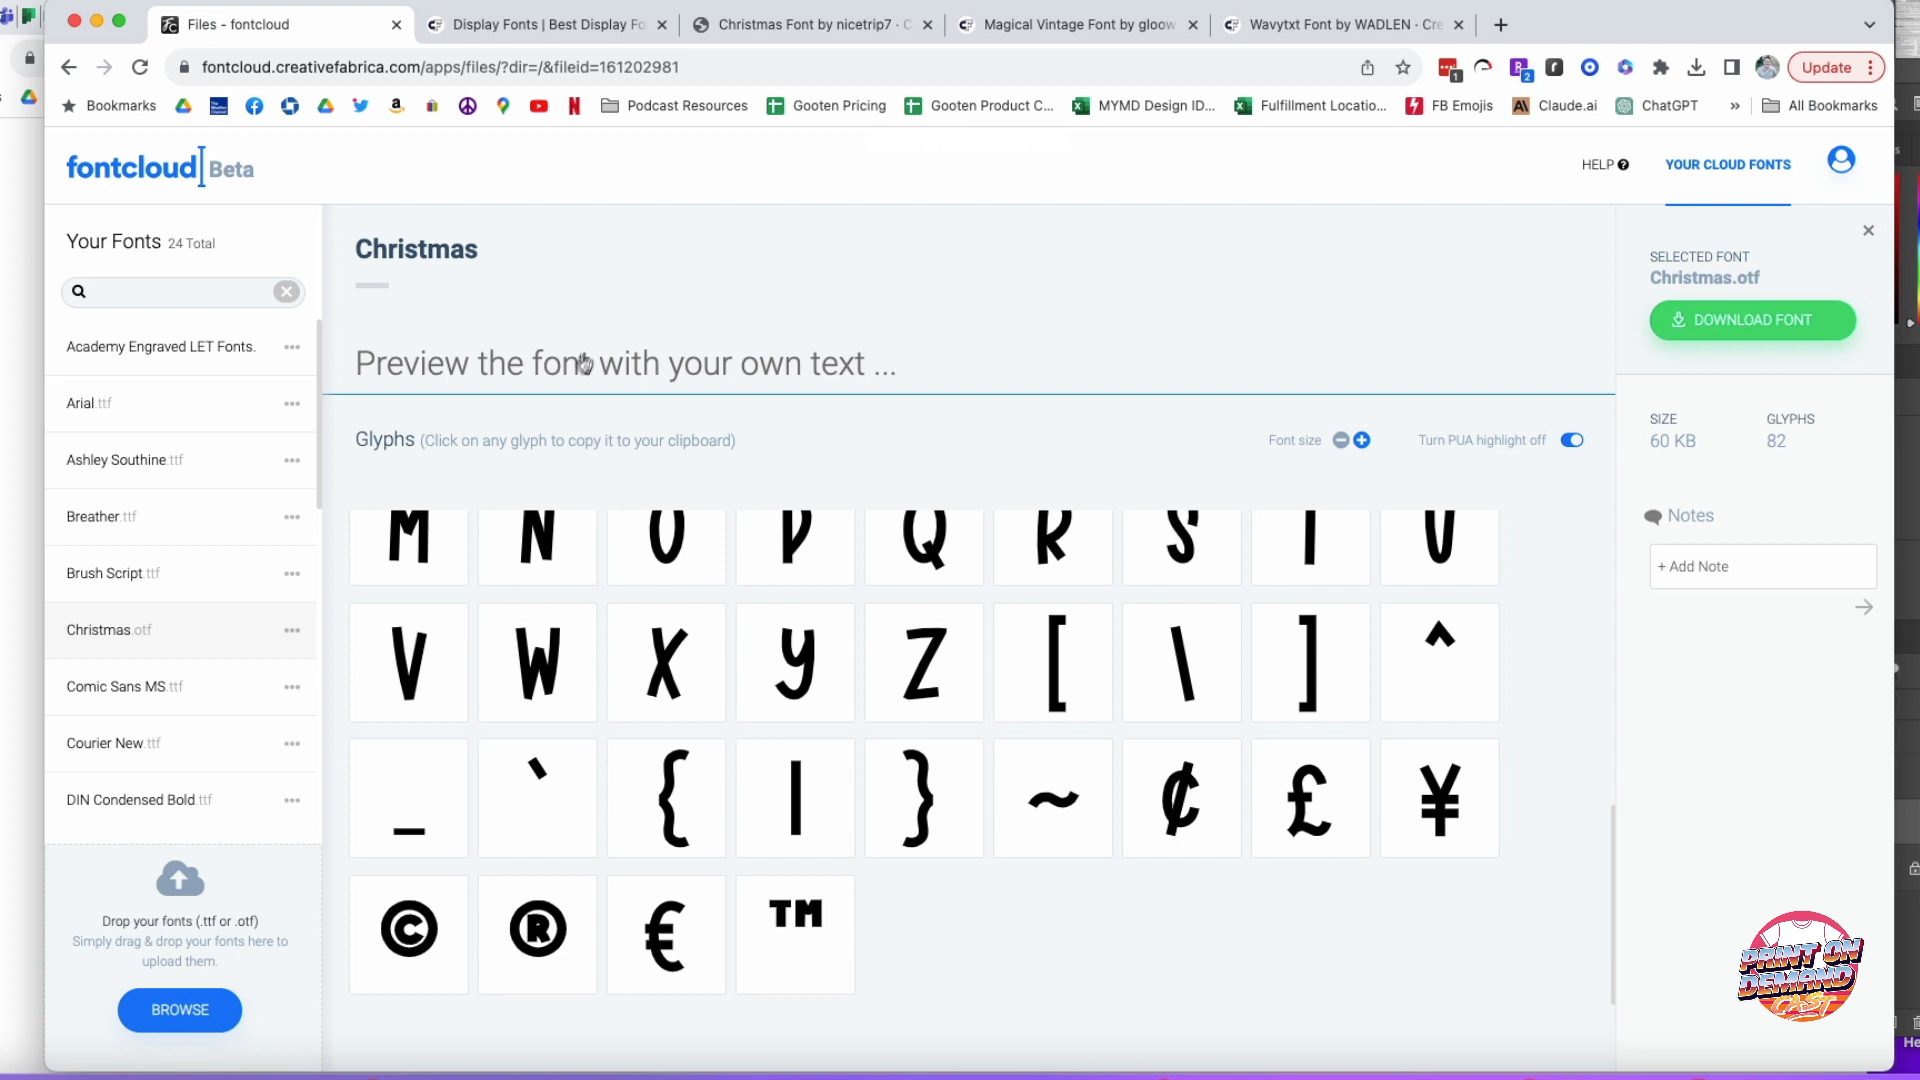 Files - fontcloud
Display Fonts | Best Display Fo
Christmas Font by nicetrip7 · C
Magical Vintage Font by gloow
Wavytxt Font by WADLEN · Cre
fontcloud.creativefabrica.com/apps/files/?dir=/&fileid=161202981
1
2
Update
Bookmarks
Podcast Resources
Gooten Pricing
Gooten Product C...
MYMD Design ID...
Fulfillment Locatio...
FB Emojis
Claude.ai
ChatGPT
»
All Bookmarks
fontcloud Beta
HELP
YOUR CLOUD FONTS
Your Fonts 24 Total
Academy Engraved LET Fonts.
Arial.ttf
Ashley Southine.ttf
Breather.ttf
Brush Script.ttf
Christmas.otf
Comic Sans MS.ttf
Courier New.ttf
DIN Condensed Bold.ttf
Drop your fonts (.ttf or .otf)
Simply drag & drop your fonts here to
upload them.
BROWSE
Christmas
Preview the font with your own text ...
Glyphs (Click on any glyph to copy it to your clipboard)
Font size
Turn PUA highlight off
M N O P Q R S T U
V W X Y Z [ \ ] ^
_ ` { | } ~ ¢ £ ¥
© ® € ™
SELECTED FONT
Christmas.otf
DOWNLOAD FONT
SIZE
60 KB
GLYPHS
82
Notes
+ Add Note
PRINT ON
DEMAND
CAST
He